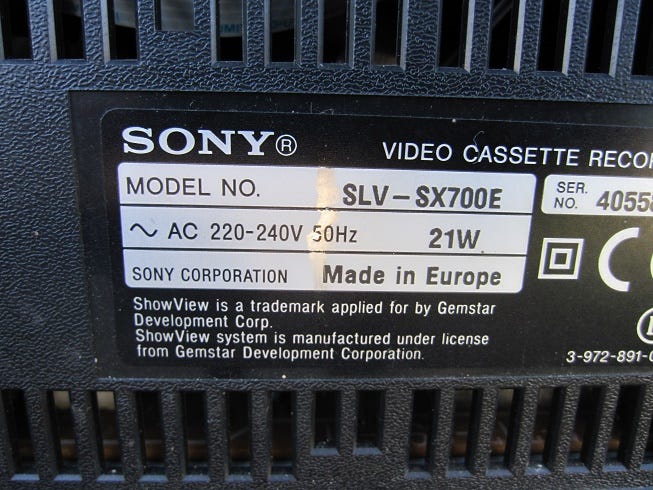 SONY®
VIDEO CASSETTE RECOR
MODEL NO. SLV-SX700E
SER. NO. 40558
~ AC 220-240V 50Hz 21W
SONY CORPORATION Made in Europe
ShowView is a trademark applied for by Gemstar
Development Corp.
ShowView system is manufactured under license
from Gemstar Development Corporation.
3-972-891-